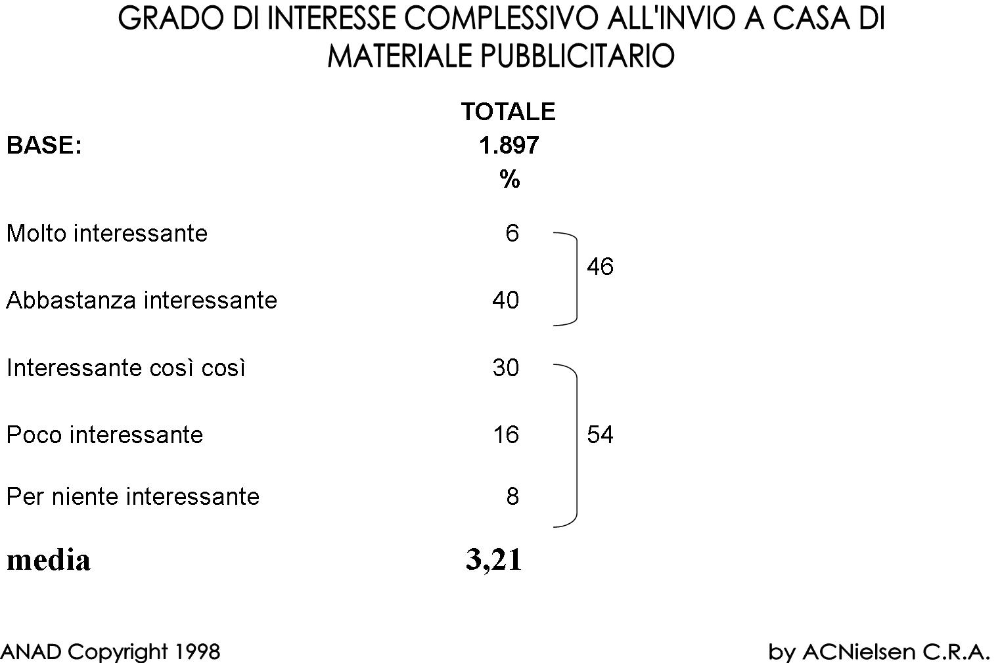 GRADO DI INTERESSE COMPLESSIVO ALL'INVIO A CASA DI
MATERIALE PUBBLICITARIO
TOTALE
BASE: 1.897
%
Molto interessante 6
46
Abbastanza interessante 40
Interessante così così 30
Poco interessante 16 54
Per niente interessante 8
media 3,21
ANAD Copyright 1998 by ACNielsen C.R.A.